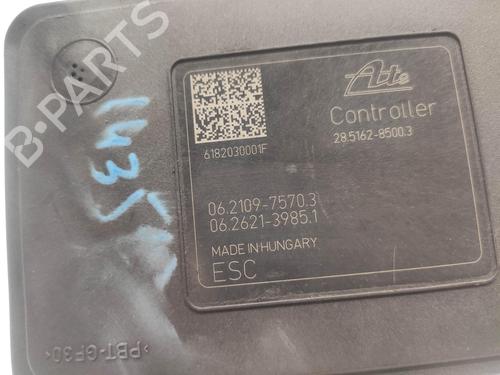 B-PARTS
Ate
Controller
28.5162-8500.3
6182030001F
06.2109-7570.3
06.2621-3985.1
MADE IN HUNGARY
ESC
>PBT-GF30<